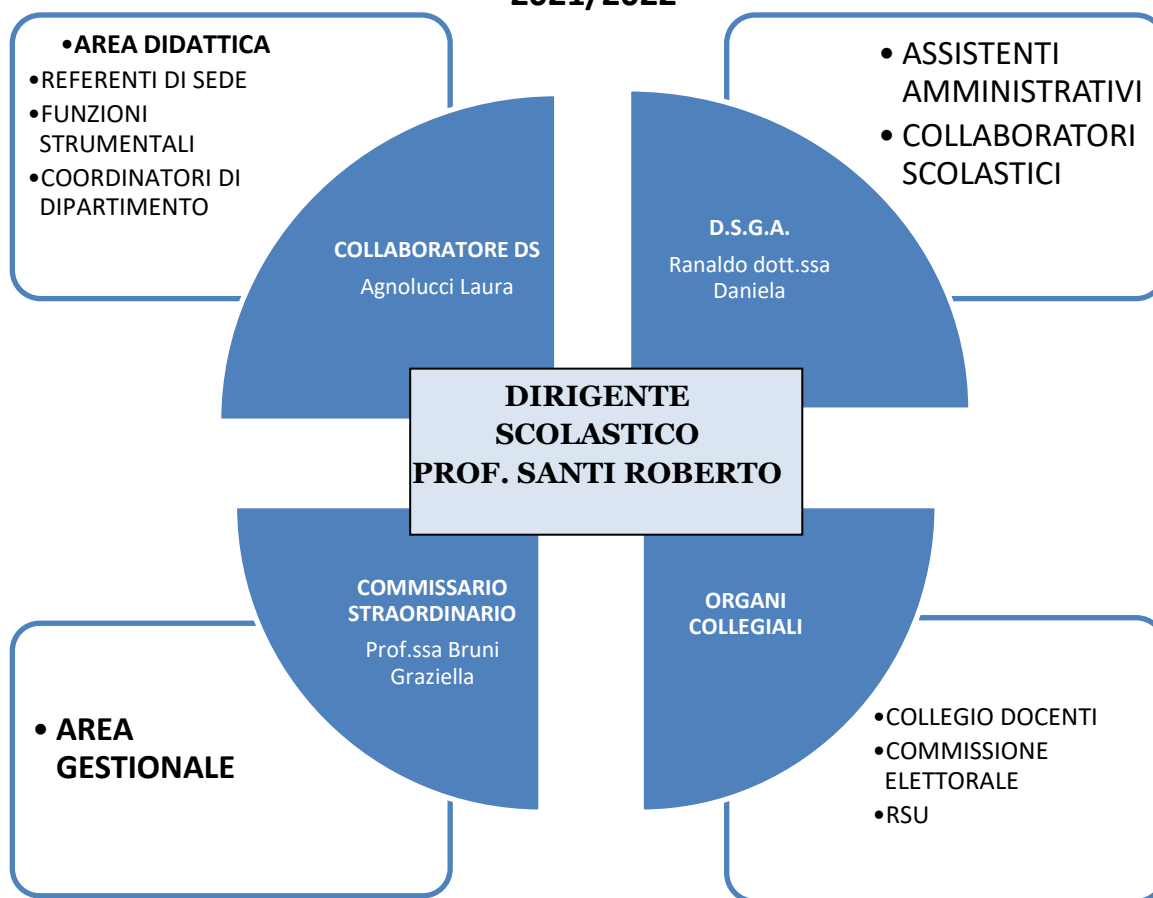 2021/2022
•AREA DIDATTICA
•REFERENTI DI SEDE
•FUNZIONI
STRUMENTALI
•COORDINATORI DI
DIPARTIMENTO
• ASSISTENTI
AMMINISTRATIVI
• COLLABORATORI
SCOLASTICI
COLLABORATORE DS
Agnolucci Laura
D.S.G.A.
Ranaldo dott.ssa
Daniela
DIRIGENTE
SCOLASTICO
PROF. SANTI ROBERTO
COMMISSARIO
STRAORDINARIO
Prof.ssa Bruni
Graziella
ORGANI
COLLEGIALI
• AREA
GESTIONALE
•COLLEGIO DOCENTI
•COMMISSIONE
ELETTORALE
•RSU